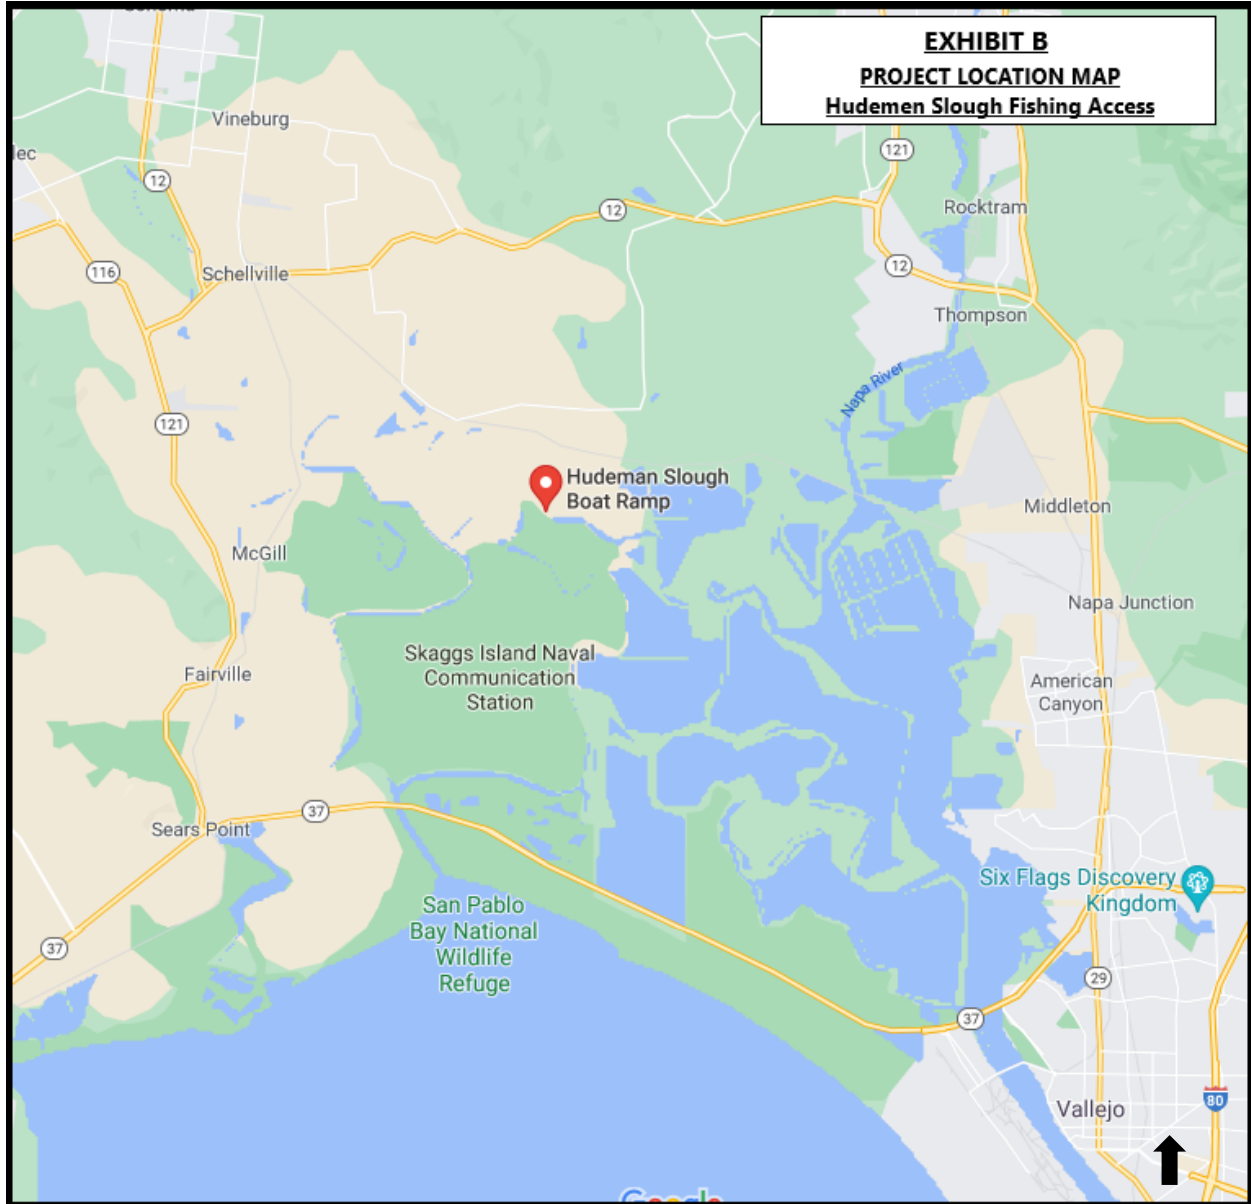 EXHIBIT B
PROJECT LOCATION MAP
Hudemen Slough Fishing Access
Vineburg
121
12
12
Rocktram
116
Schellville
12
Thompson
Napa River
121
Hudeman Slough
Boat Ramp
Middleton
McGill
Napa Junction
Skaggs Island Naval
Communication
Station
Fairville
American
Canyon
37
Sears Point
Six Flags Discovery
Kingdom
San Pablo
Bay National
Wildlife
Refuge
37
29
37
80
Vallejo